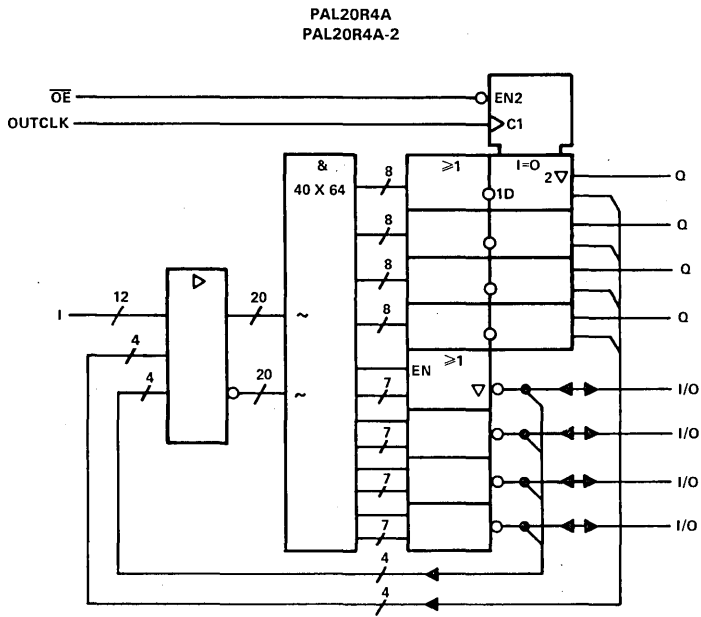 PAL20R4A
PAL20R4A-2
OE
EN2
OUTCLK
C1
&
40 X 64
≥1
I=O
2 ▽
1D
8
Q
8
Q
8
Q
8
Q
▷
I
12
20
~
4
4
20
~
≥1
EN
▽
7
I/O
7
I/O
7
I/O
7
I/O
4
4